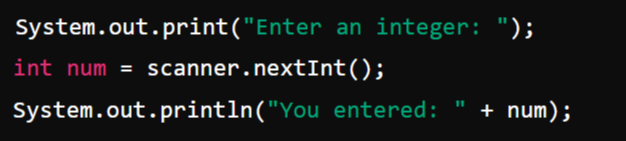 System.out.print("Enter an integer: ");
int num = scanner.nextInt();
System.out.println("You entered: " + num);